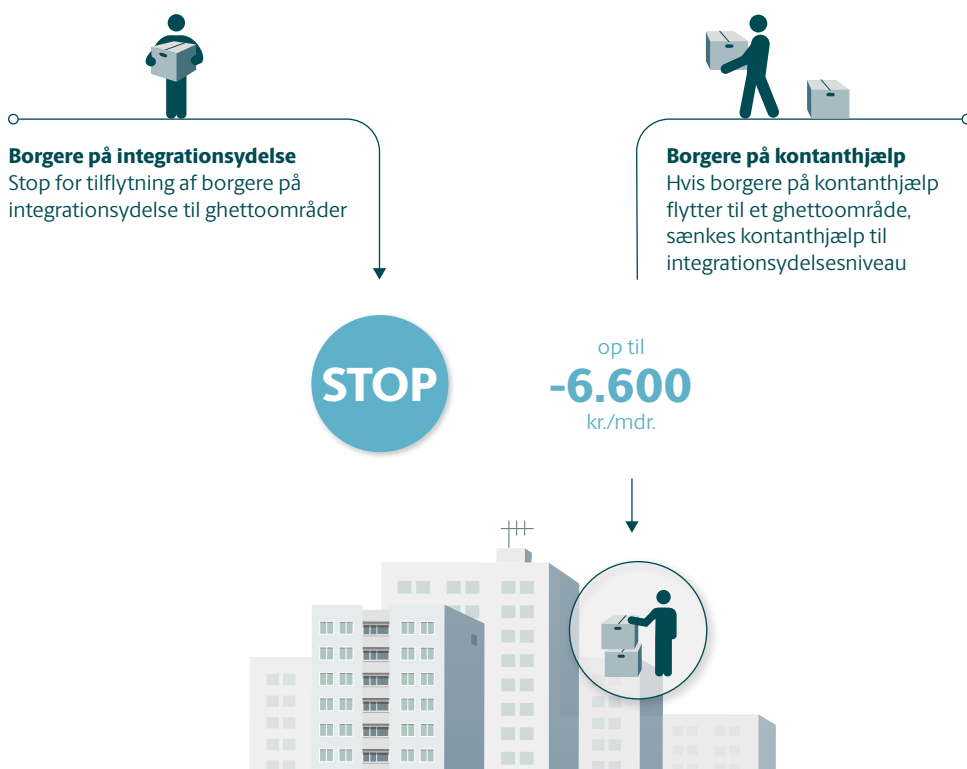 Borgere på integrationsydelse
Stop for tilflytning af borgere på
integrationsydelse til ghettoområder
Borgere på kontanthjælp
Hvis borgere på kontanthjælp
flytter til et ghettoområde,
sænkes kontanthjælp til
integrationsydelsesniveau
STOP
op til
-6.600
kr./mdr.